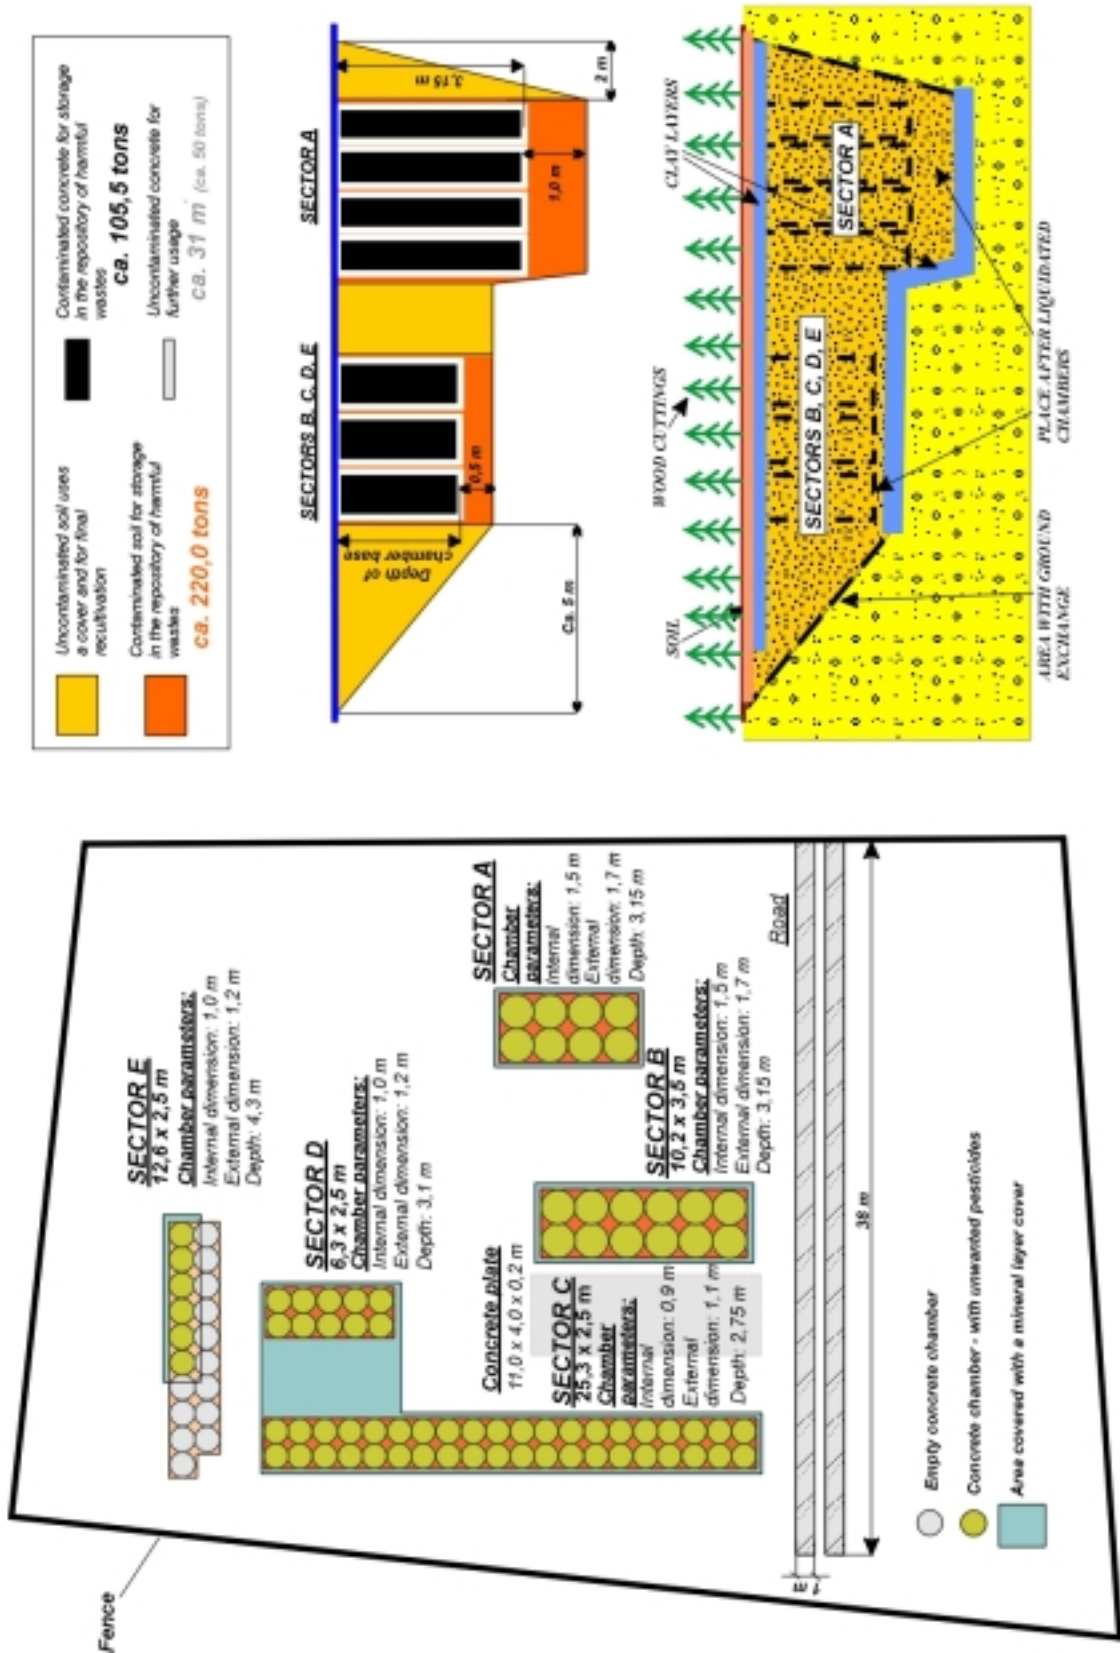 Fence
SECTOR E
12,6 x 2,5 m
Chamber parameters:
Internal dimension: 1,0 m
External dimension: 1,2 m
Depth: 4,3 m
SECTOR D
6,3 x 2,5 m
Chamber parameters:
Internal dimension: 1,0 m
External dimension: 1,2 m
Depth: 3,1 m
SECTOR A
Chamber
parameters:
Internal
dimension: 1,5 m
External
dimension: 1,7 m
Depth: 3,15 m
Concrete plate
11,0 x 4,0 x 0,2 m
SECTOR C
25,3 x 2,5 m
Chamber
parameters:
Internal
dimension: 0,9 m
External
dimension: 1,1 m
Depth: 2,75 m
SECTOR B
10,2 x 3,5 m
Chamber parameters:
Internal dimension: 1,5 m
External dimension: 1,7 m
Depth: 3,15 m
Road
1 m
38 m
Empty concrete chamber
Concrete chamber - with unwanted pesticides
Area covered with a mineral layer cover
Uncontaminated soil uses
a cover and for final
recultivation
Contaminated soil for storage
in the repository of harmful
wastes
ca. 220,0 tons
Contaminated concrete for storage
in the repository of harmful
wastes
ca. 105,5 tons
Uncontaminated concrete for
further usage
ca. 31 m (ca. 50 tons)
SECTORS B, C, D, E
SECTOR A
Depth of
chamber base
0,5 m
3,15 m
1,0 m
Ca. 5 m
2 m
SOIL
WOOD CUTTINGS
CLAY LAYERS
SECTORS B, C, D, E
SECTOR A
AREA WITH GROUND
EXCHANGE
PLACE AFTER LIQUIDATED
CHAMBERS